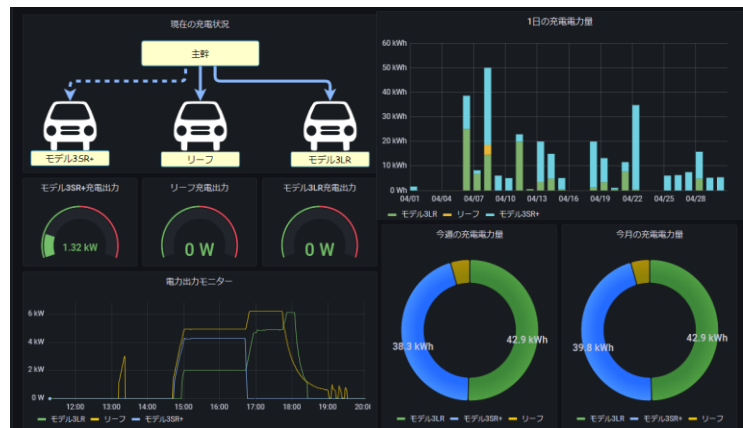 現在の充電状況
主幹
モデル3SR+
リーフ
モデル3LR
モデル3SR+充電出力
リーフ充電出力
モデル3LR充電出力
1.32 kW
0 W
0 W
電力出力モニター
6 kW
4 kW
2 kW
0 W
12:00 13:00 14:00 15:00 16:00 17:00 18:00 19:00 20:00
モデル3LR リーフ モデル3SR+
1日の充電電力量
60 kWh
50 kWh
40 kWh
30 kWh
20 kWh
10 kWh
0 Wh
04/01 04/04 04/07 04/10 04/13 04/16 04/19 04/22 04/25 04/28
モデル3LR リーフ モデル3SR+
今週の充電電力量
38.3 kWh
42.9 kWh
モデル3LR モデル3SR+ リーフ
今月の充電電力量
39.8 kWh
42.9 kWh
モデル3LR モデル3SR+ リーフ